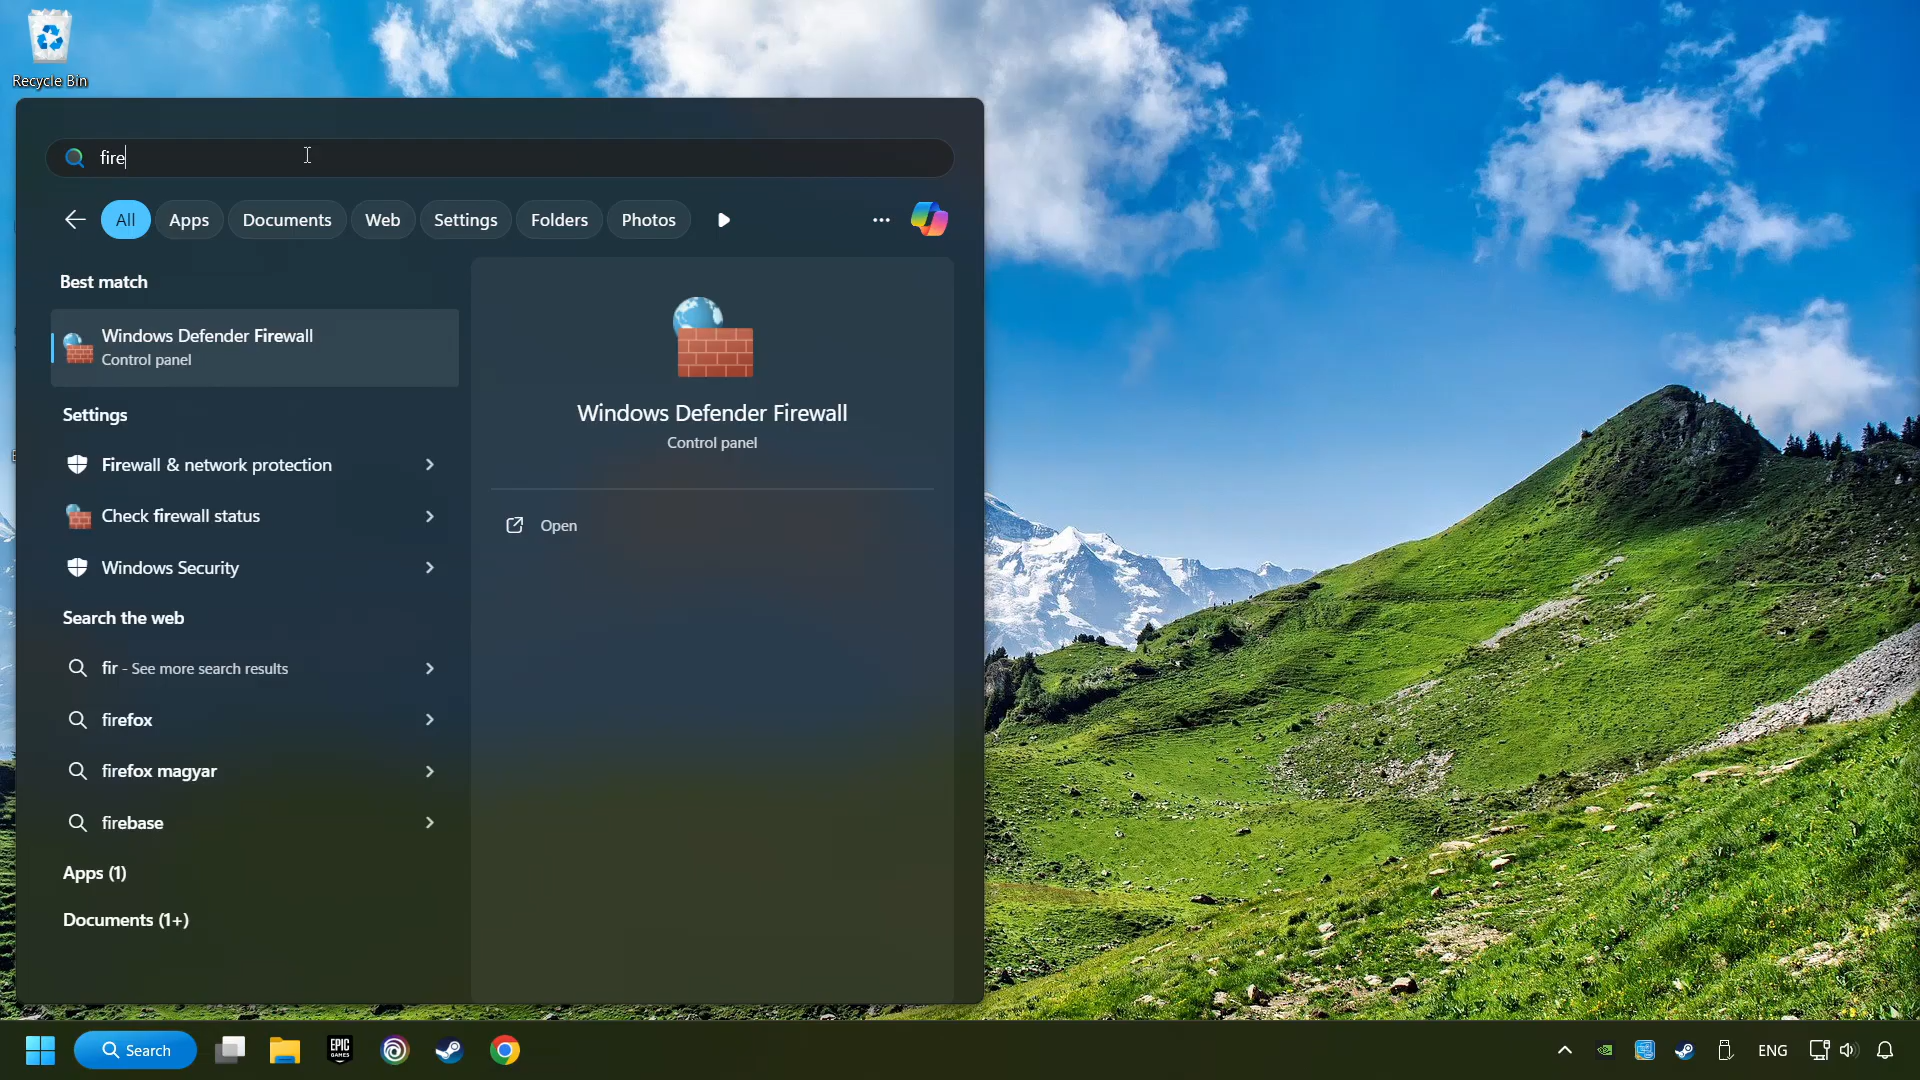 Recycle Bin
fire
All
Apps
Documents
Web
Settings
Folders
Photos
Best match
Windows Defender Firewall
Control panel
Settings
Firewall & network protection
Check firewall status
Windows Security
Search the web
fir - See more search results
firefox
firefox magyar
firebase
Apps (1)
Documents (1+)
Windows Defender Firewall
Control panel
Open
Search
EPIC
GAMES
ENG